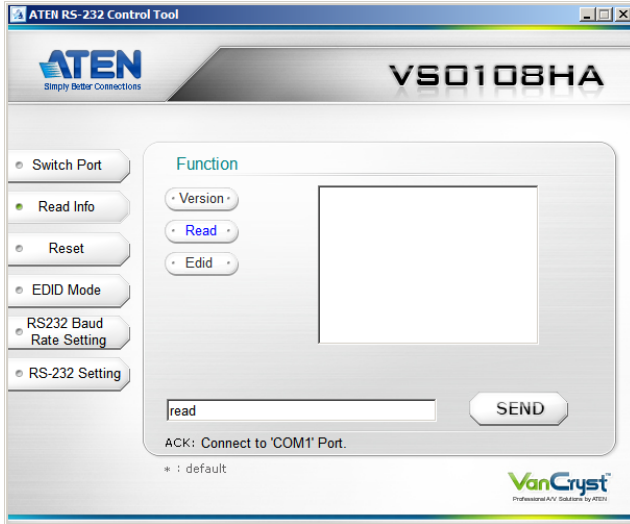 ATEN RS-232 Control Tool
ATEN
Simply Better Connections
VS0108HA
Switch Port
Read Info
Reset
EDID Mode
RS232 Baud
Rate Setting
RS-232 Setting
Function
Version
Read
Edid
read
SEND
ACK: Connect to 'COM1' Port.
* : default
VanCryst™
Professional A/V Solutions by ATEN